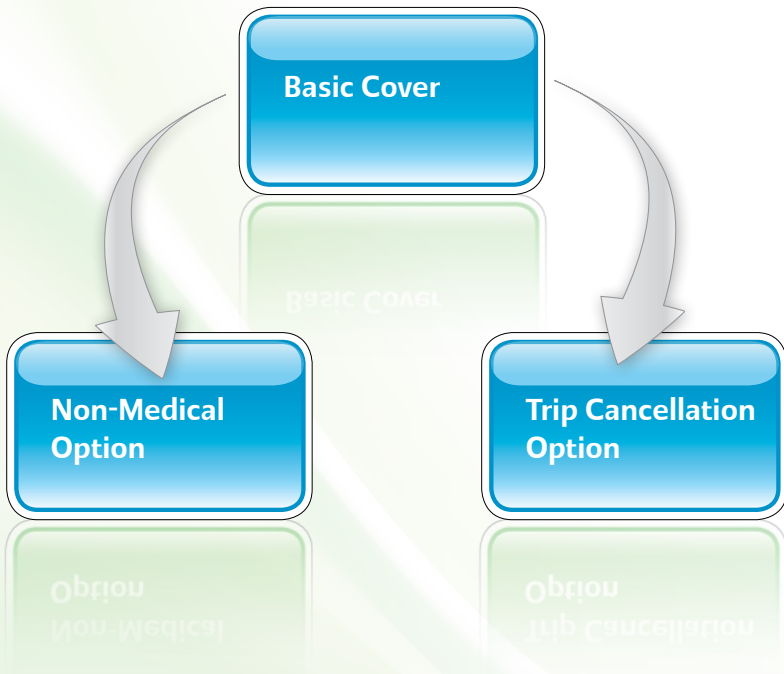 Basic Cover
Non-Medical
Option
Trip Cancellation
Option